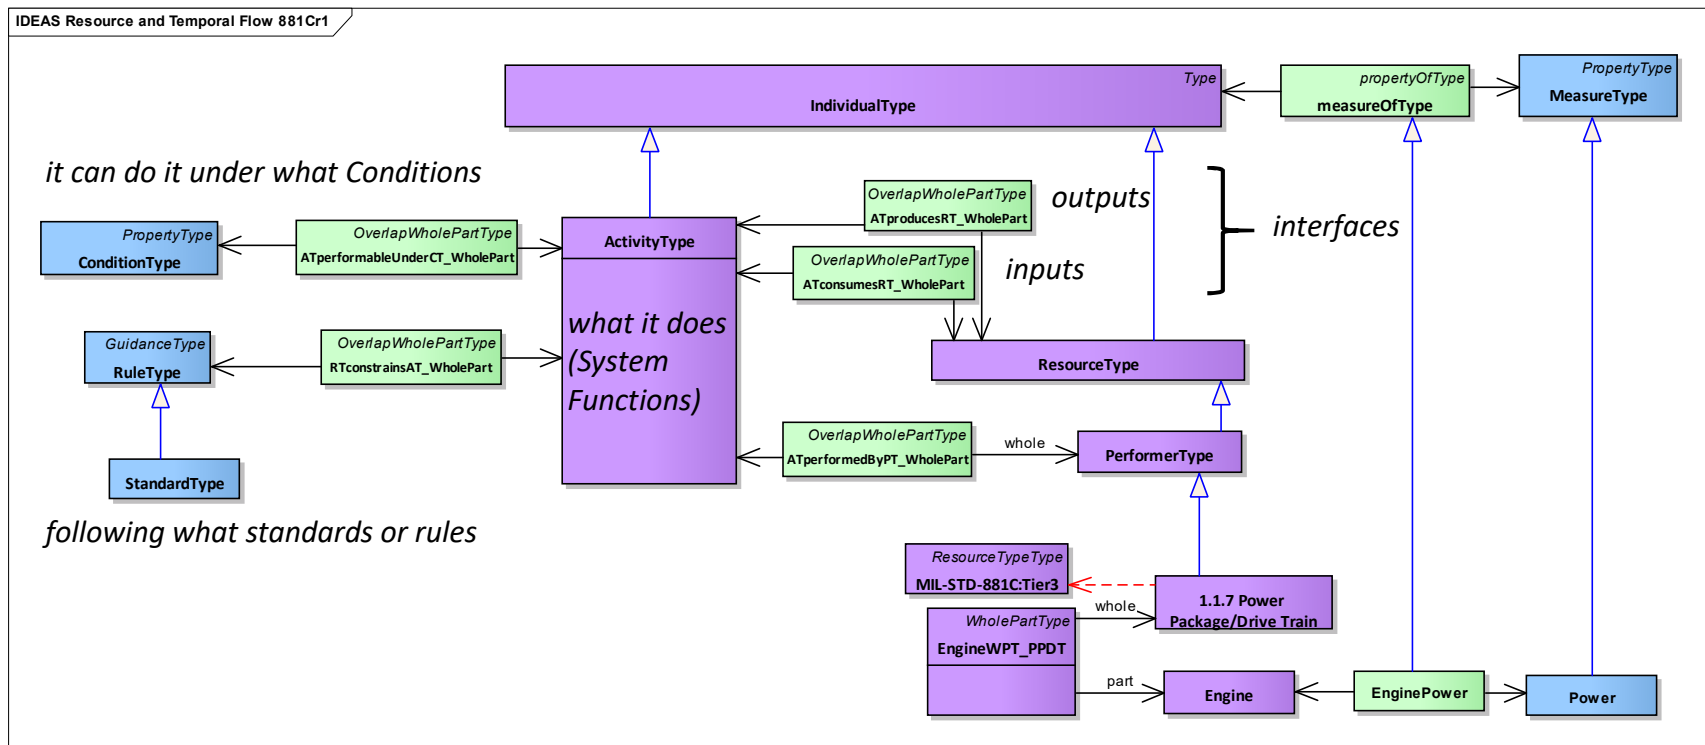 IDEAS Resource and Temporal Flow 881Cr1
Type
IndividualType
propertyOfType
measureOfType
PropertyType
MeasureType
it can do it under what Conditions
PropertyType
ConditionType
OverlapWholePartType
ATperformableUnderCT_WholePart
ActivityType
what it does
(System
Functions)
OverlapWholePartType
ATproducesRT_WholePart
outputs
OverlapWholePartType
ATconsumesRT_WholePart
inputs
interfaces
GuidanceType
RuleType
OverlapWholePartType
RTconstrainsAT_WholePart
ResourceType
StandardType
OverlapWholePartType
ATperformedByPT_WholePart
whole
PerformerType
following what standards or rules
ResourceTypeType
MIL-STD-881C:Tier3
1.1.7 Power
Package/Drive Train
whole
WholePartType
EngineWPT_PPDT
part
Engine
EnginePower
Power